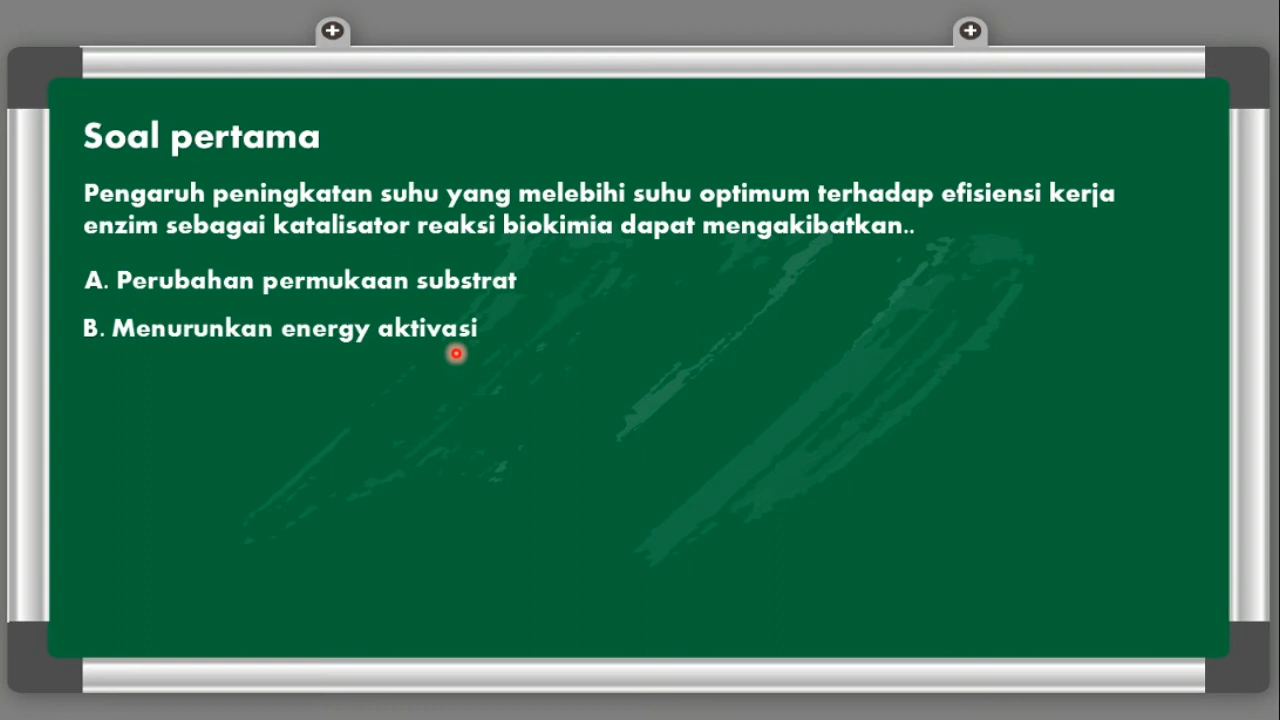 Soal pertama
Pengaruh peningkatan suhu yang melebihi suhu optimum terhadap efisiensi kerja
enzim sebagai katalisator reaksi biokimia dapat mengakibatkan..
A. Perubahan permukaan substrat
B. Menurunkan energy aktivasi